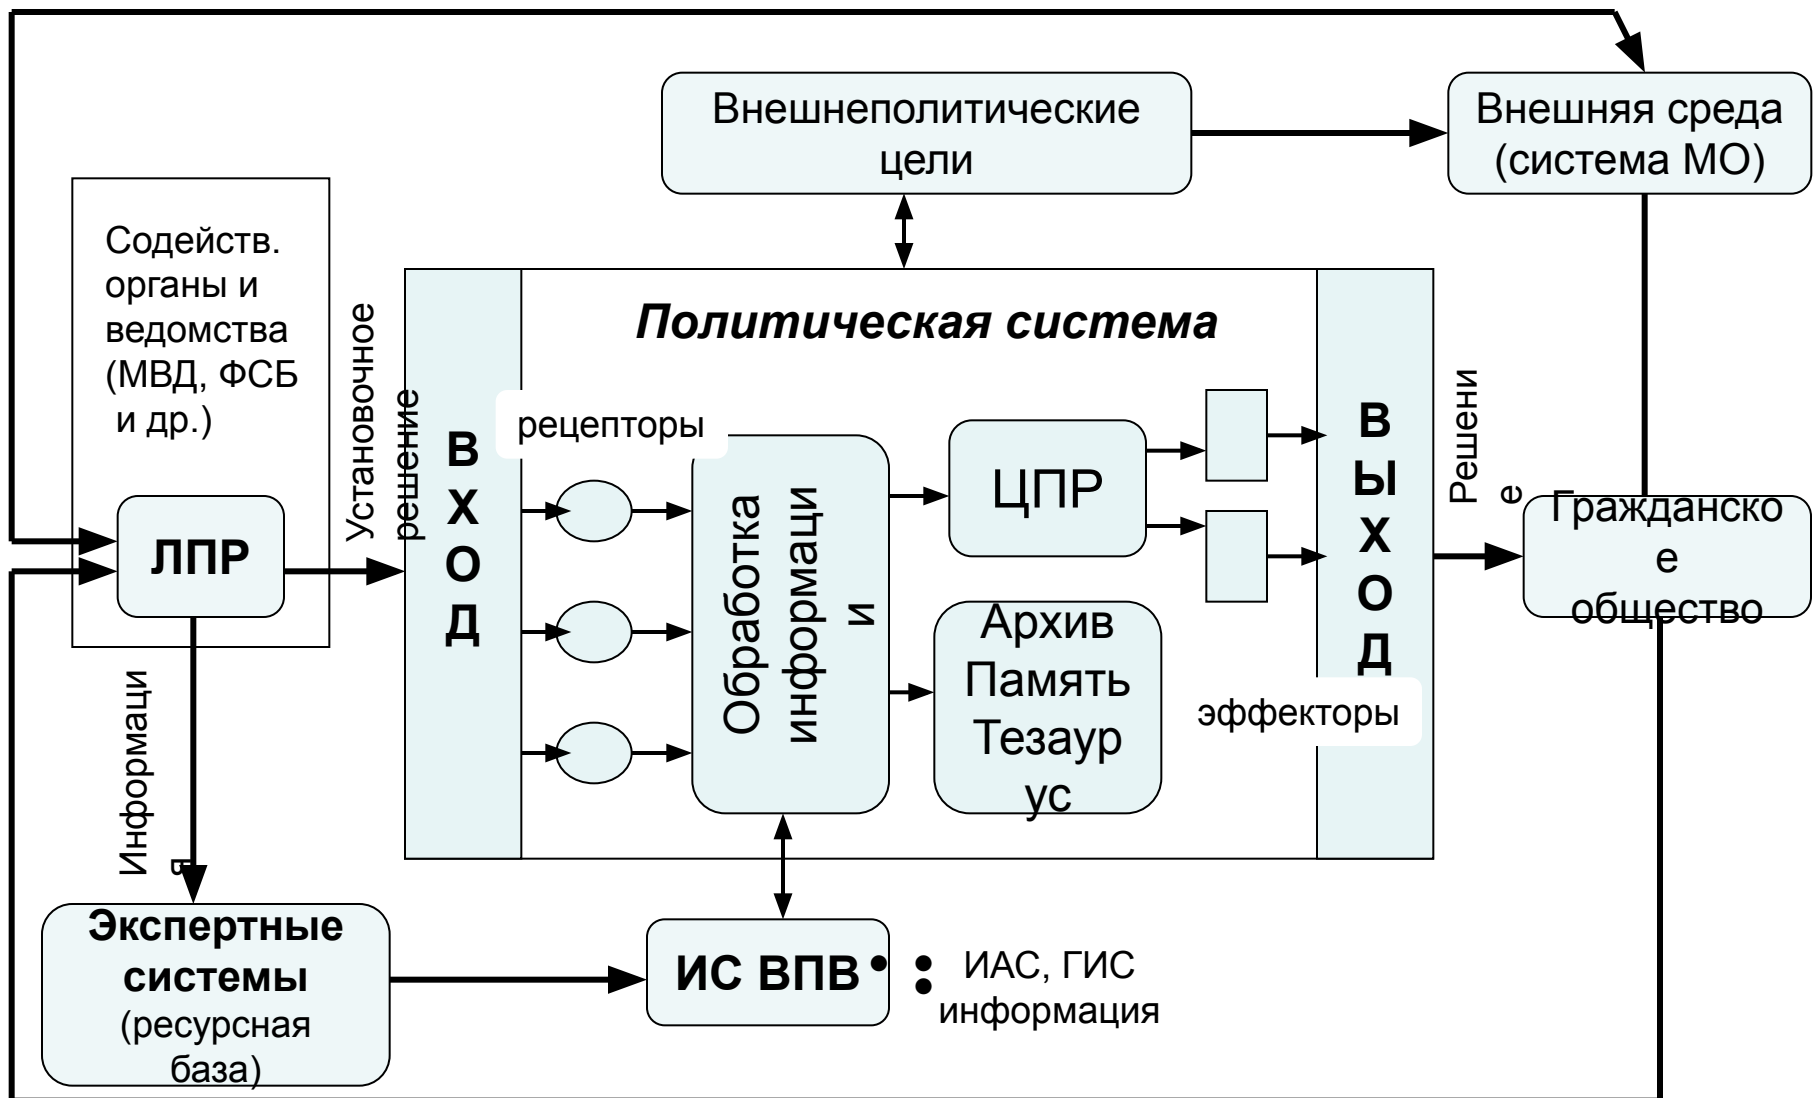 Внешнеполитические
цели
Внешняя среда
(система МО)
Содейств.
органы и
ведомства
(МВД, ФСБ
и др.)
ЛПР
Установочное
решение
В
Х
О
Д
Политическая система
рецепторы
Обработка
информаци
и
ЦПР
Архив
Память
Тезаур
ус
эффекторы
В
Ы
Х
О
Д
Решени
е
Гражданско
е
общество
Информаци
я
Экспертные
системы
(ресурсная
база)
ИС ВПВ
ИАС, ГИС
информация